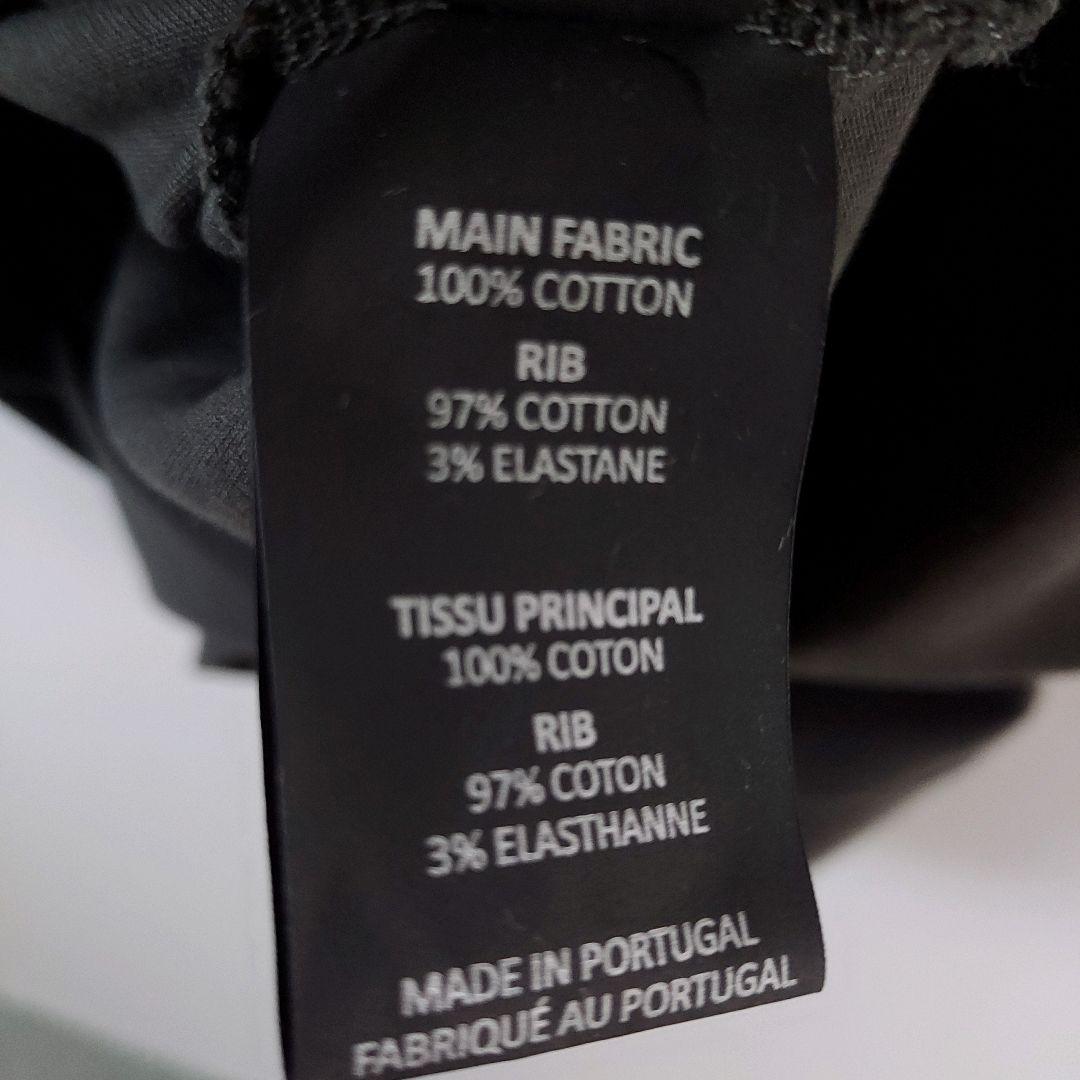 MAIN FABRIC
100% COTTON
RIB
97% COTTON
3% ELASTANE
TISSU PRINCIPAL
100% COTON
RIB
97% COTON
3% ELASTHANNE
MADE IN PORTUGAL
FABRIQUÉ AU PORTUGAL